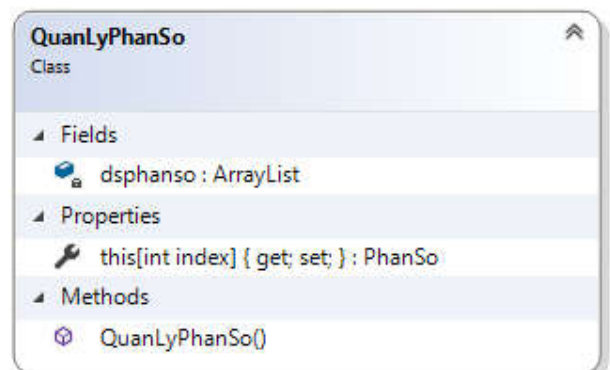 QuanLyPhanSo
Class
Fields
dsphanso : ArrayList
Properties
this[int index] { get; set; } : PhanSo
Methods
QuanLyPhanSo()